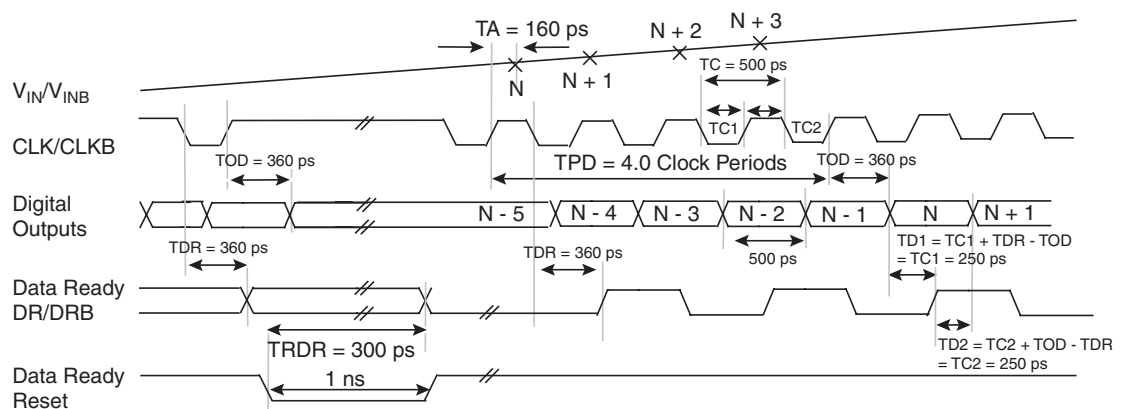 TA = 160 ps
N + 3
N + 2
N + 1
N
TC = 500 ps
VIN/VINB
TC1
TC2
CLK/CLKB
TOD = 360 ps
TPD = 4.0 Clock Periods
TOD = 360 ps
Digital
Outputs
N - 5
N - 4
N - 3
N - 2
N - 1
N
N + 1
TDR = 360 ps
TDR = 360 ps
500 ps
TD1 = TC1 + TDR - TOD
= TC1 = 250 ps
Data Ready
DR/DRB
TRDR = 300 ps
TD2 = TC2 + TOD - TDR
= TC2 = 250 ps
Data Ready
Reset
1 ns